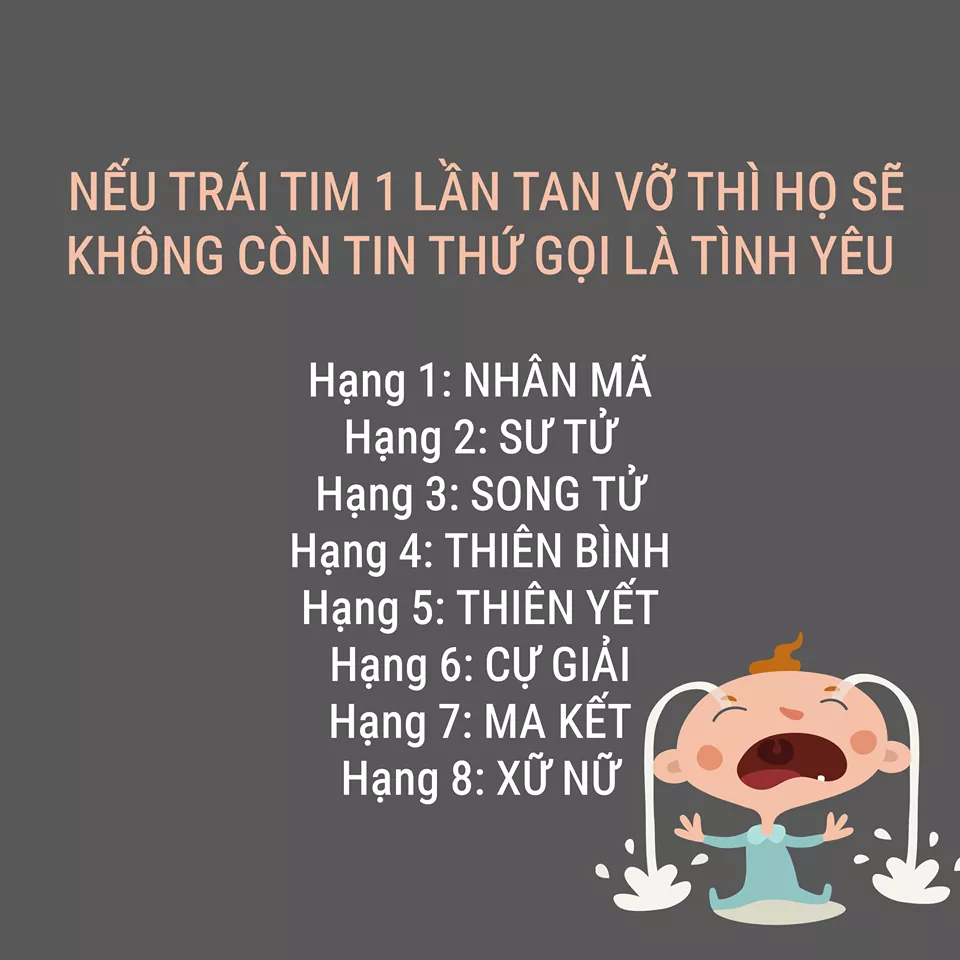 NẾU TRÁI TIM 1 LẦN TAN VỠ THÌ HỌ SẼ
KHÔNG CÒN TIN THỨ GỌI LÀ TÌNH YÊU
Hạng 1: NHÂN MÃ
Hạng 2: SƯ TỬ
Hạng 3: SONG TỬ
Hạng 4: THIÊN BÌNH
Hạng 5: THIÊN YẾT
Hạng 6: CỰ GIẢI
Hạng 7: MA KẾT
Hạng 8: XỮ NỮ